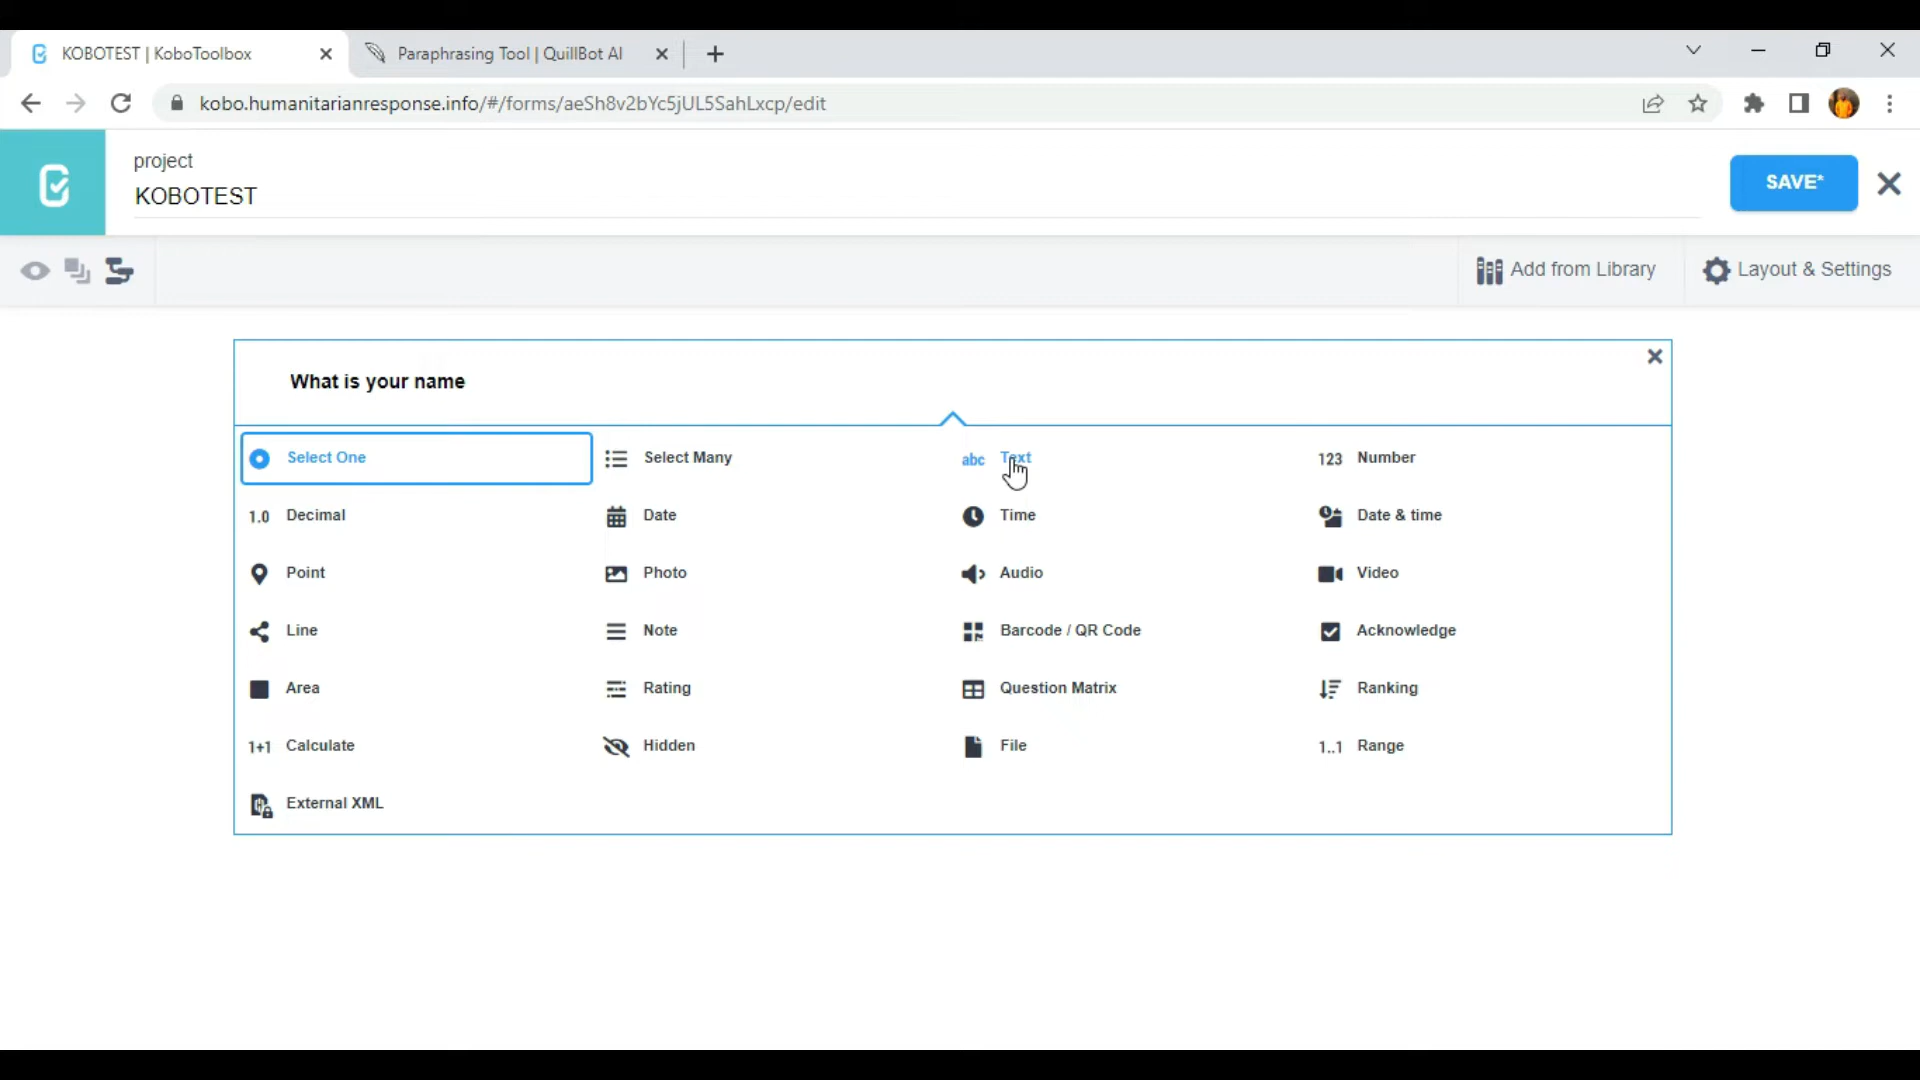 KOBOTEST | KoboToolbox
Paraphrasing Tool | QuillBot AI
kobo.humanitarianresponse.info/#/forms/aeSh8v2bYc5jUL5SahLxcp/edit
project
KOBOTEST
SAVE*
Add from Library
Layout & Settings
What is your name
Select One
Select Many
abc Text
123 Number
1.0 Decimal
Date
Time
Date & time
Point
Photo
Audio
Video
Line
Note
Barcode / QR Code
Acknowledge
Area
Rating
Question Matrix
Ranking
1+1 Calculate
Hidden
File
1..1 Range
External XML